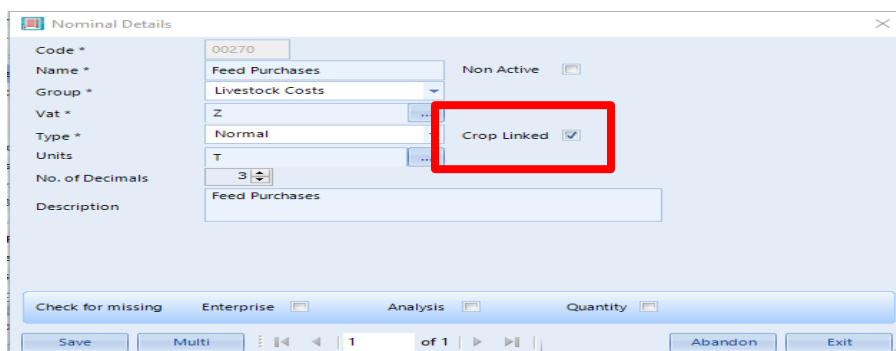 Nominal Details
Code * 00270
Name * Feed Purchases Non Active
Group * Livestock Costs
Vat * Z ...
Type * Normal Crop Linked
Units T ...
No. of Decimals 3
Description Feed Purchases
Check for missing Enterprise Analysis Quantity
Save Multi 1 of 1 Abandon Exit